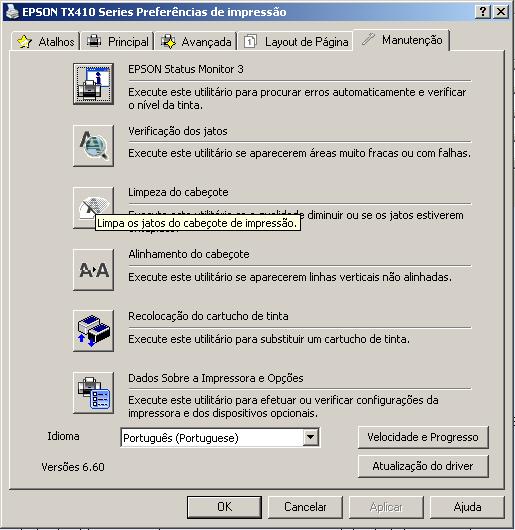 EPSON TX410 Series Preferências de impressão
Atalhos
Principal
Avançada
Layout de Página
Manutenção
EPSON Status Monitor 3
Execute este utilitário para procurar erros automaticamente e verificar
o nível da tinta.
Verificação dos jatos
Execute este utilitário se aparecerem áreas muito fracas ou com falhas.
Limpeza do cabeçote
Execute este utilitário se a qualidade diminuir ou se os jatos estiverem
Limpa os jatos do cabeçote de impressão.
Alinhamento do cabeçote
Execute este utilitário se aparecerem linhas verticais não alinhadas.
Recolocação do cartucho de tinta
Execute este utilitário para substituir um cartucho de tinta.
Dados Sobre a Impressora e Opções
Execute este utilitário para efetuar ou verificar configurações da
impressora e dos dispositivos opcionais.
Idioma
Português (Portuguese)
Velocidade e Progresso
Versões 6.60
Atualização do driver
OK
Cancelar
Aplicar
Ajuda